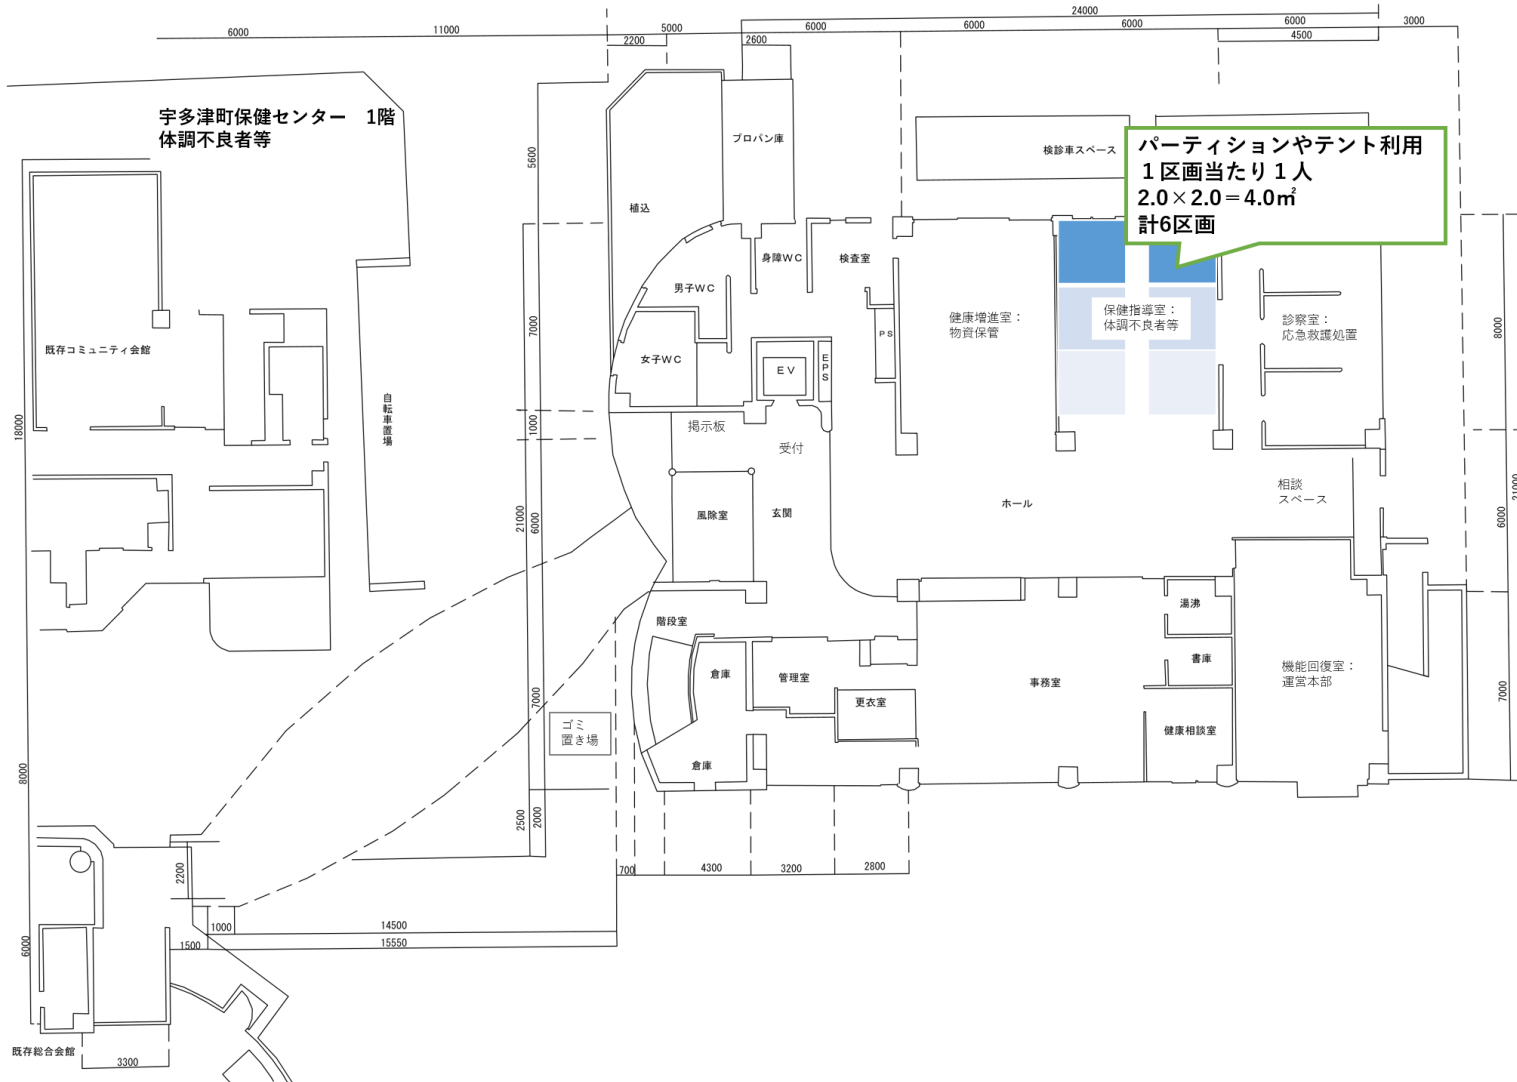 24000
6000
11000
5000
6000
6000
6000
6000
3000
2200
2600
4500
宇多津町保健センター　1階
体調不良者等
プロパン庫
検診車スペース
パーティションやテント利用
１区画当たり１人
2.0×2.0＝4.0㎡
計6区画
5600
植込
身障ＷＣ
検査室
男子ＷＣ
健康増進室：
物資保管
保健指導室：
体調不良者等
診察室：
応急救護処置
7000
8000
ＰＳ
既存コミュニティ会館
女子ＷＣ
ＥＶ
ＥＰＳ
自転車置場
18000
1000
掲示板
受付
相談
スペース
21000
6000
風除室
玄関
ホール
21000
6000
階段室
湯沸
書庫
倉庫
管理室
事務室
機能回復室：
運営本部
更衣室
7000
7000
ゴミ
置き場
健康相談室
倉庫
8000
2500
2000
2200
700
4300
3200
2800
1000
14500
1500
15550
6000
既存総合会館
3300